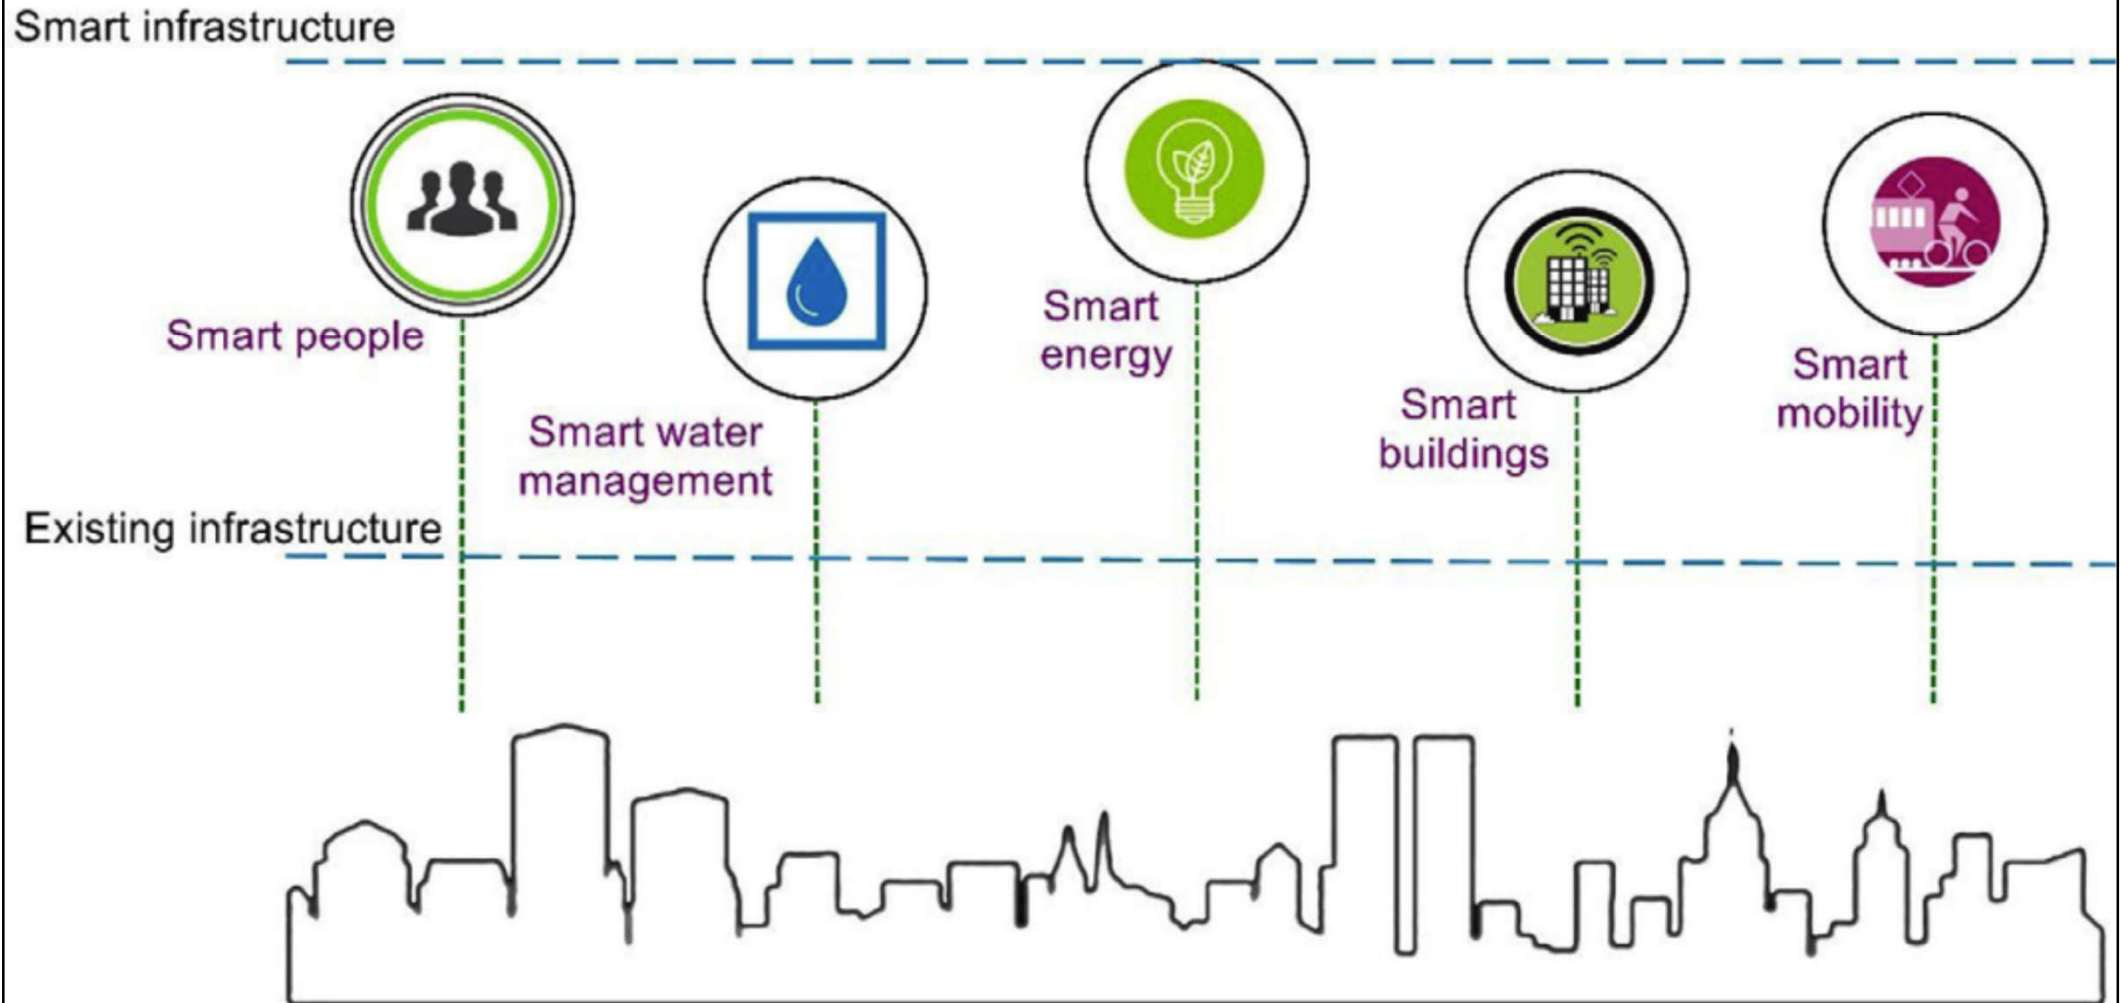 Smart infrastructure
Smart people
Smart water
management
Smart
energy
Smart
buildings
Smart
mobility
Existing infrastructure